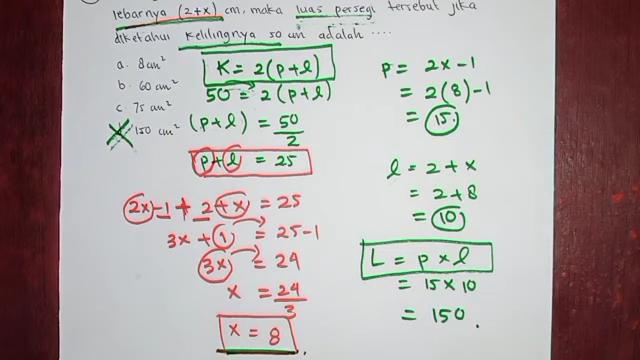 lebarnya (2+x) cm, maka luas persegi tersebut jika
diketahui kelilingnya 50 cm adalah ....
a. 8 cm²
b. 60 cm²
c. 75 cm²
150 cm²
K = 2(p+l)
50 = 2(p+l)
(p+l) = 50/2
p+l = 25
2x-1 + 2+x = 25
3x + 1 = 25-1
3x = 24
x = 24/3
x = 8
p = 2x-1
= 2(8)-1
= 15
l = 2+x
= 2+8
= 10
L = p x l
= 15 x 10
= 150.